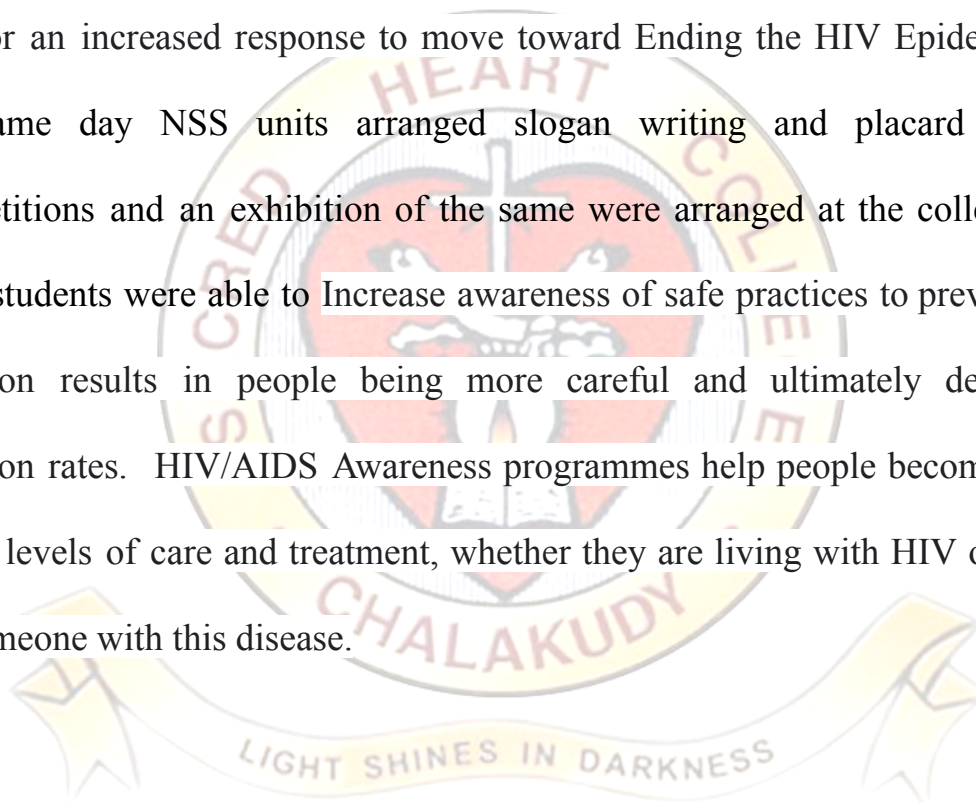 or an increased response to move toward Ending the HIV Epide
ame day NSS units arranged slogan writing and placard
etitions and an exhibition of the same were arranged at the coll
students were able to Increase awareness of safe practices to prev
on results in people being more careful and ultimately de
on rates. HIV/AIDS Awareness programmes help people becom
levels of care and treatment, whether they are living with HIV o
meone with this disease.
SACRED HEART COLLEGE
CHALAKUDY
LIGHT SHINES IN DARKNESS